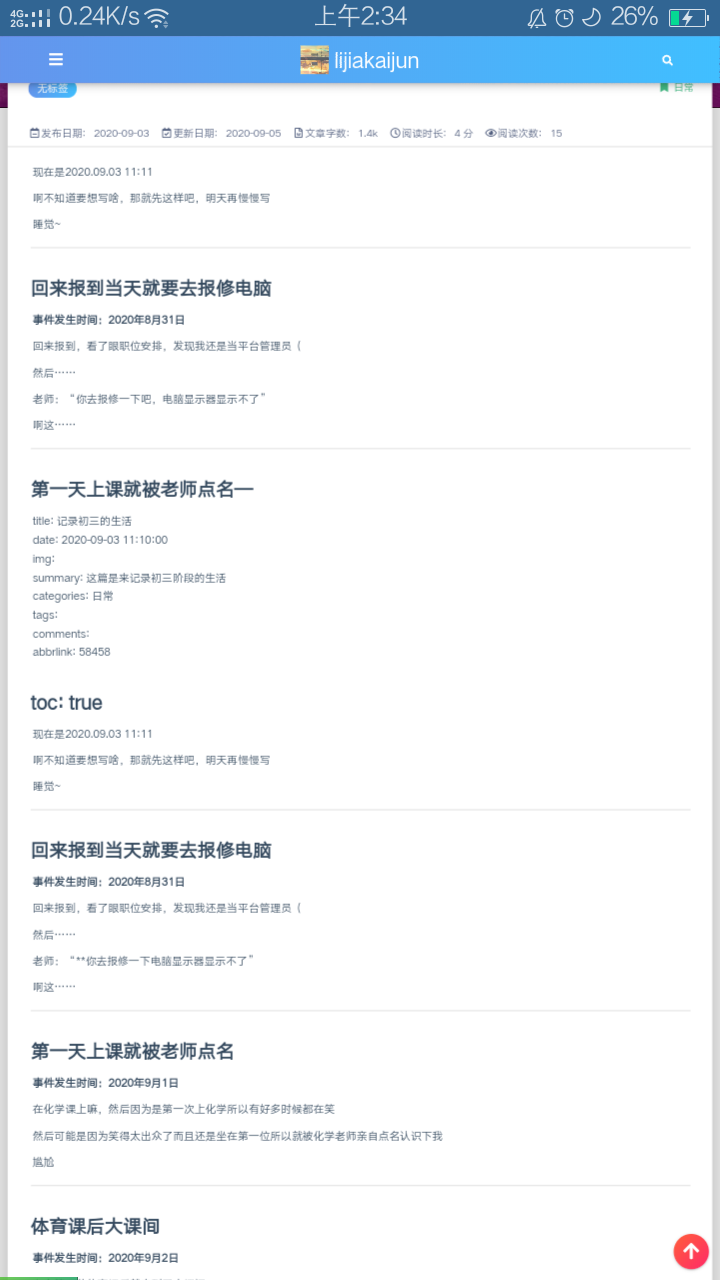 4G 2G 0.24K/s 上午2:34 26%
lijiakaijun
无标签 日常
发布日期： 2020-09-03 更新日期： 2020-09-05 文章字数： 1.4k 阅读时长： 4 分 阅读次数： 15
现在是2020.09.03 11:11
啊不知道要想写啥，那就先这样吧，明天再慢慢写
睡觉~
回来报到当天就要去报修电脑
事件发生时间：2020年8月31日
回来报到，看了眼职位安排，发现我还是当平台管理员（
然后……
老师：“你去报修一下吧，电脑显示器显示不了”
啊这……
第一天上课就被老师点名—
title: 记录初三的生活
date: 2020-09-03 11:10:00
img:
summary: 这篇是来记录初三阶段的生活
categories: 日常
tags:
comments:
abbrlink: 58458
toc: true
现在是2020.09.03 11:11
啊不知道要想写啥，那就先这样吧，明天再慢慢写
睡觉~
回来报到当天就要去报修电脑
事件发生时间：2020年8月31日
回来报到，看了眼职位安排，发现我还是当平台管理员（
然后……
老师：“**你去报修一下电脑显示器显示不了”
啊这……
第一天上课就被老师点名
事件发生时间：2020年9月1日
在化学课上嘛，然后因为是第一次上化学所以有好多时候都在笑
然后可能是因为笑得太出众了而且还是坐在第一位所以就被化学老师亲自点名认识下我
尴尬
体育课后大课间
事件发生时间：2020年9月2日